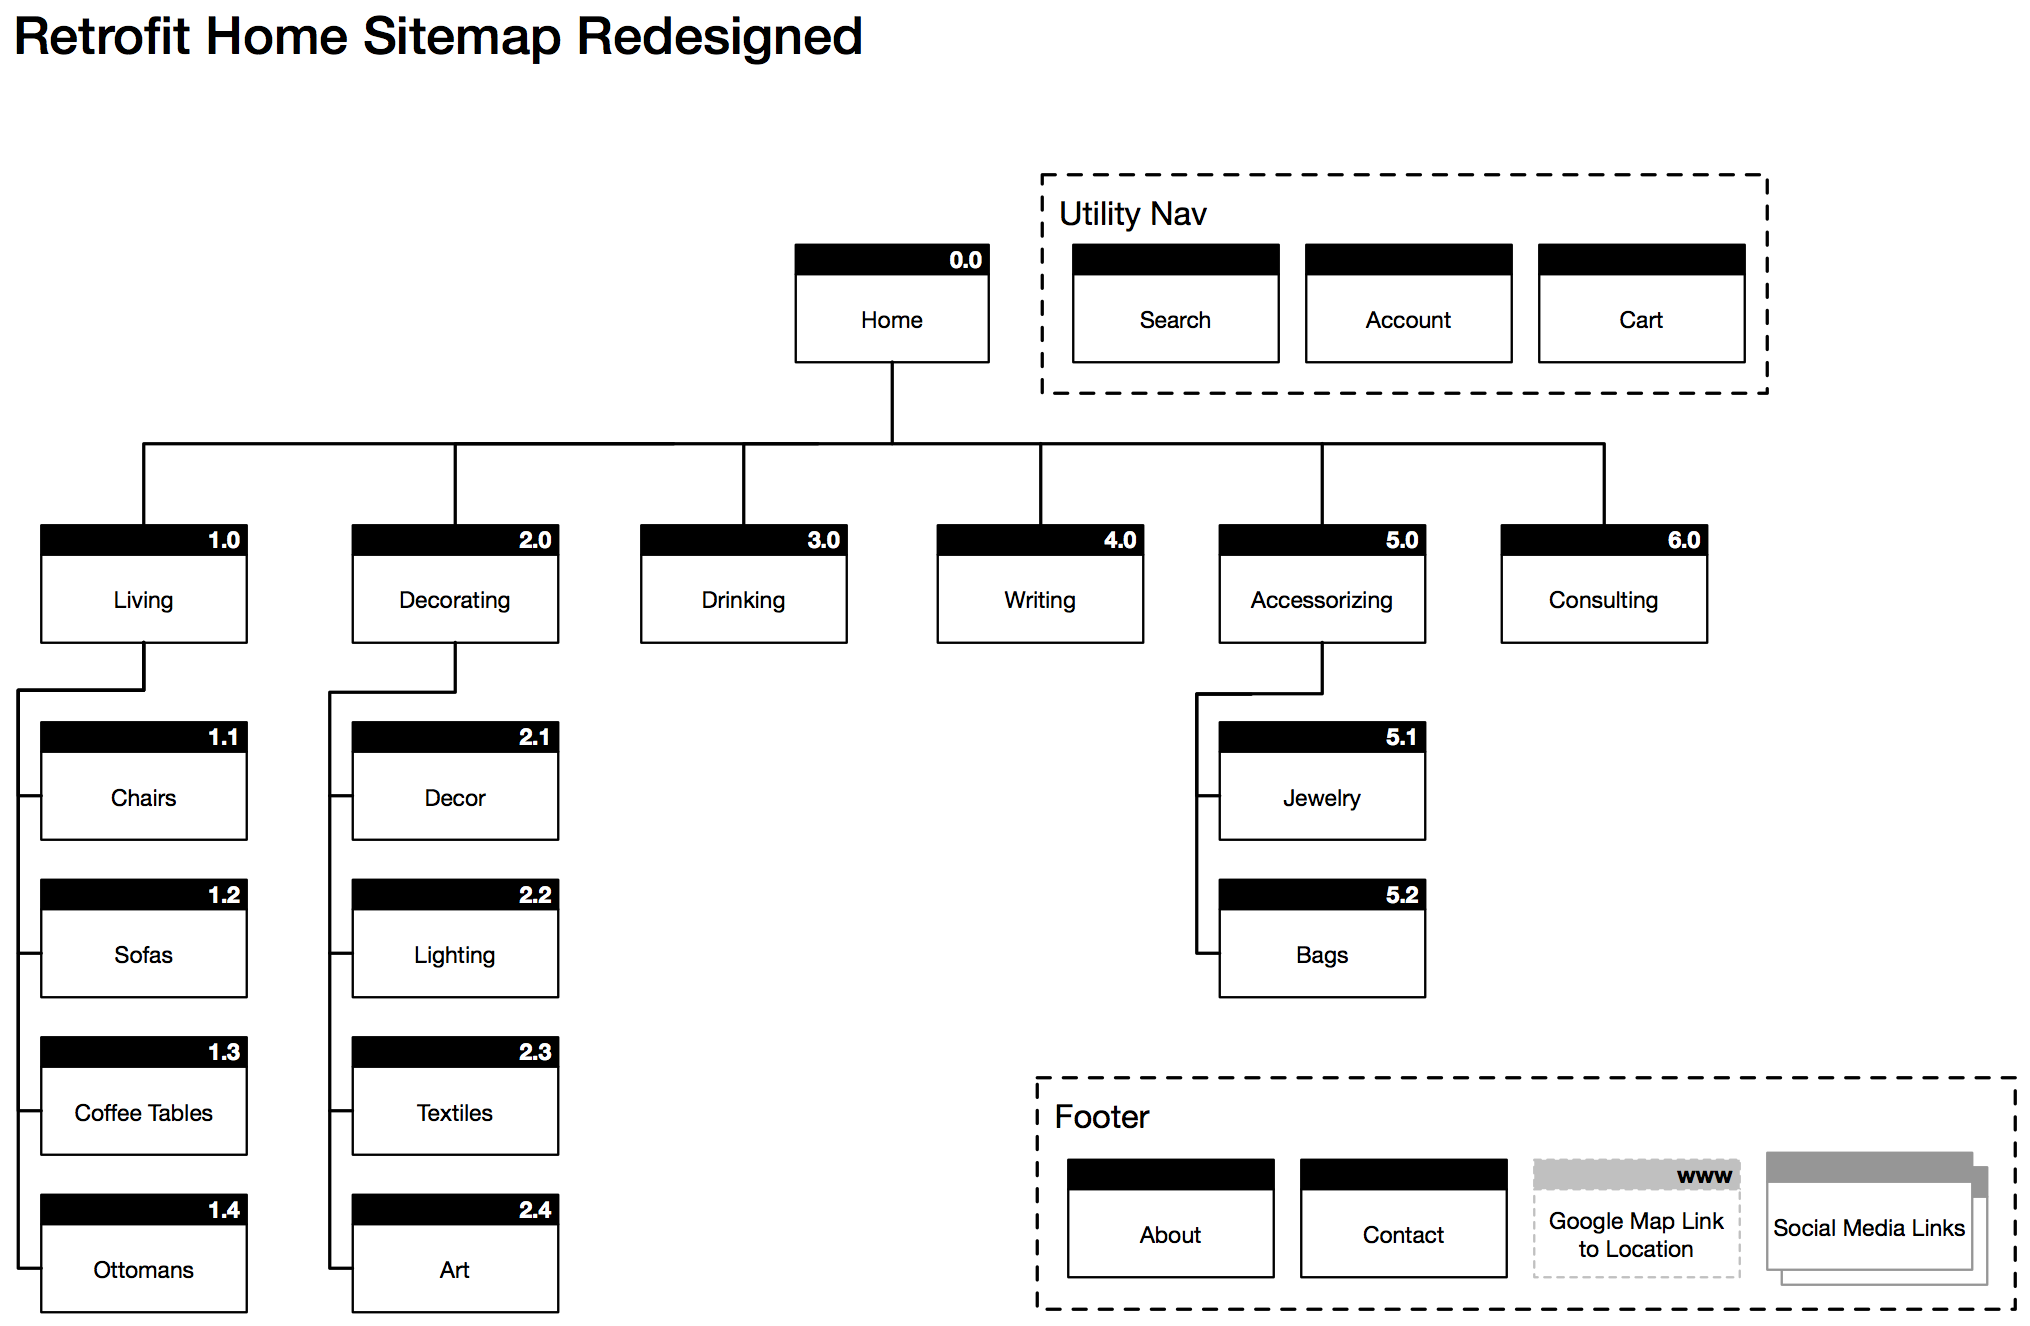 Retrofit Home Sitemap Redesigned
Utility Nav
0.0
Home
Search
Account
Cart
1.0
Living
2.0
Decorating
3.0
Drinking
4.0
Writing
5.0
Accessorizing
6.0
Consulting
1.1
Chairs
1.2
Sofas
1.3
Coffee Tables
1.4
Ottomans
2.1
Decor
2.2
Lighting
2.3
Textiles
2.4
Art
5.1
Jewelry
5.2
Bags
Footer
About
Contact
www
Google Map Link
to Location
Social Media Links